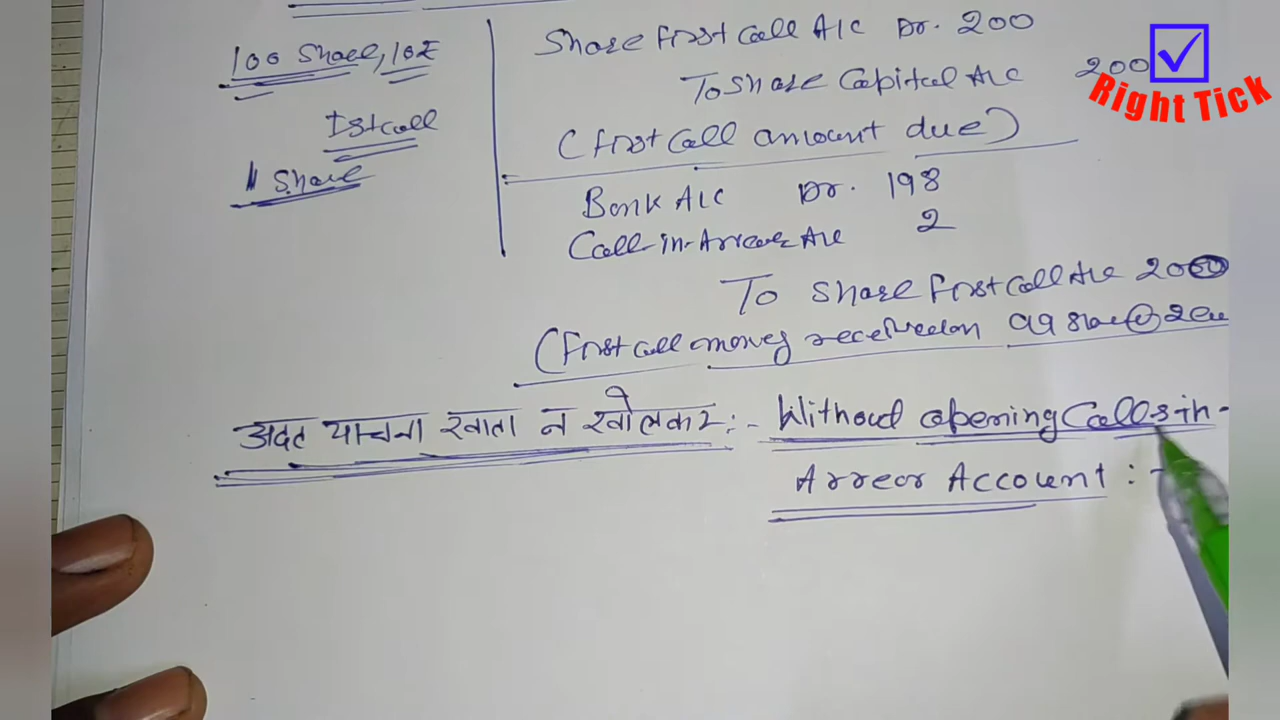 100 Share, 10₹
Ist call
1 Share
Share First Call A/c Dr. 200
To Share Capital A/c 200
(First Call amount due)
Bank A/c Dr. 198
Call-in-Arrear A/c 2
To Share First Call A/c 200
(First Call money received on 99 Share @ 2
अदत्त याचना खाता न खोलकर :- Without opening Calls-in-
Arrear Account :-
Right Tick